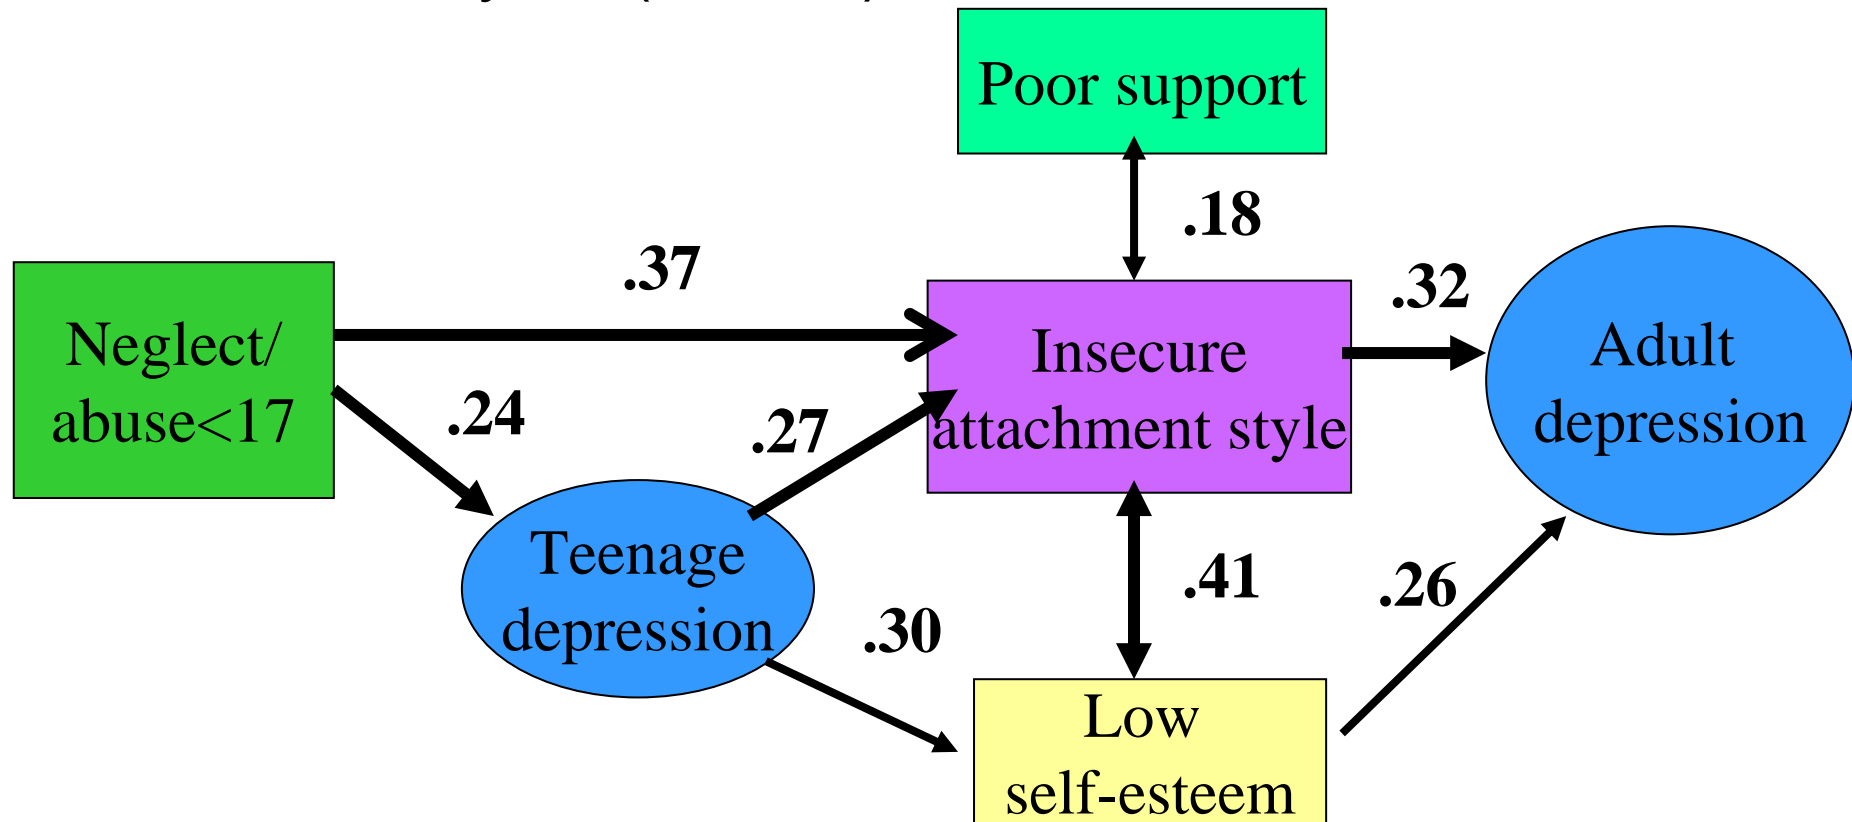 Poor support
.18
.37
.32
Neglect/
abuse<17
Insecure
attachment style
Adult
depression
.24
.27
Teenage
depression
.41
.26
.30
Low
self-esteem